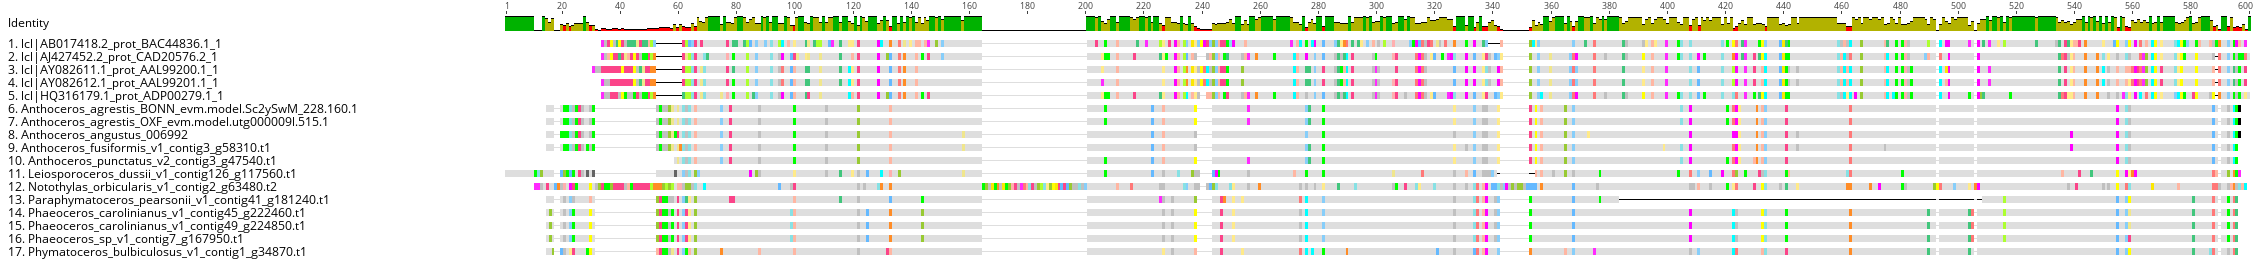 1 20 40 60 80 100 120 140 160 180 200 220 240 260 280 300 320 340 360 380 400 420 440 460 480 500 520 540 560 580 600
Identity
1. lcl|AB017418.2_prot_BAC44836.1_1
2. lcl|AJ427452.2_prot_CAD20576.2_1
3. lcl|AY082611.1_prot_AAL99200.1_1
4. lcl|AY082612.1_prot_AAL99201.1_1
5. lcl|HQ316179.1_prot_ADP00279.1_1
6. Anthoceros_agrestis_BONN_evm.model.Sc2ySwM_228.160.1
7. Anthoceros_agrestis_OXF_evm.model.utg000009l.515.1
8. Anthoceros_angustus_006992
9. Anthoceros_fusiformis_v1_contig3_g58310.t1
10. Anthoceros_punctatus_v2_contig3_g47540.t1
11. Leiosporoceros_dussii_v1_contig126_g117560.t1
12. Notothylas_orbicularis_v1_contig2_g63480.t2
13. Paraphymatoceros_pearsonii_v1_contig41_g181240.t1
14. Phaeoceros_carolinianus_v1_contig45_g222460.t1
15. Phaeoceros_carolinianus_v1_contig49_g224850.t1
16. Phaeoceros_sp_v1_contig7_g167950.t1
17. Phymatoceros_bulbiculosus_v1_contig1_g34870.t1